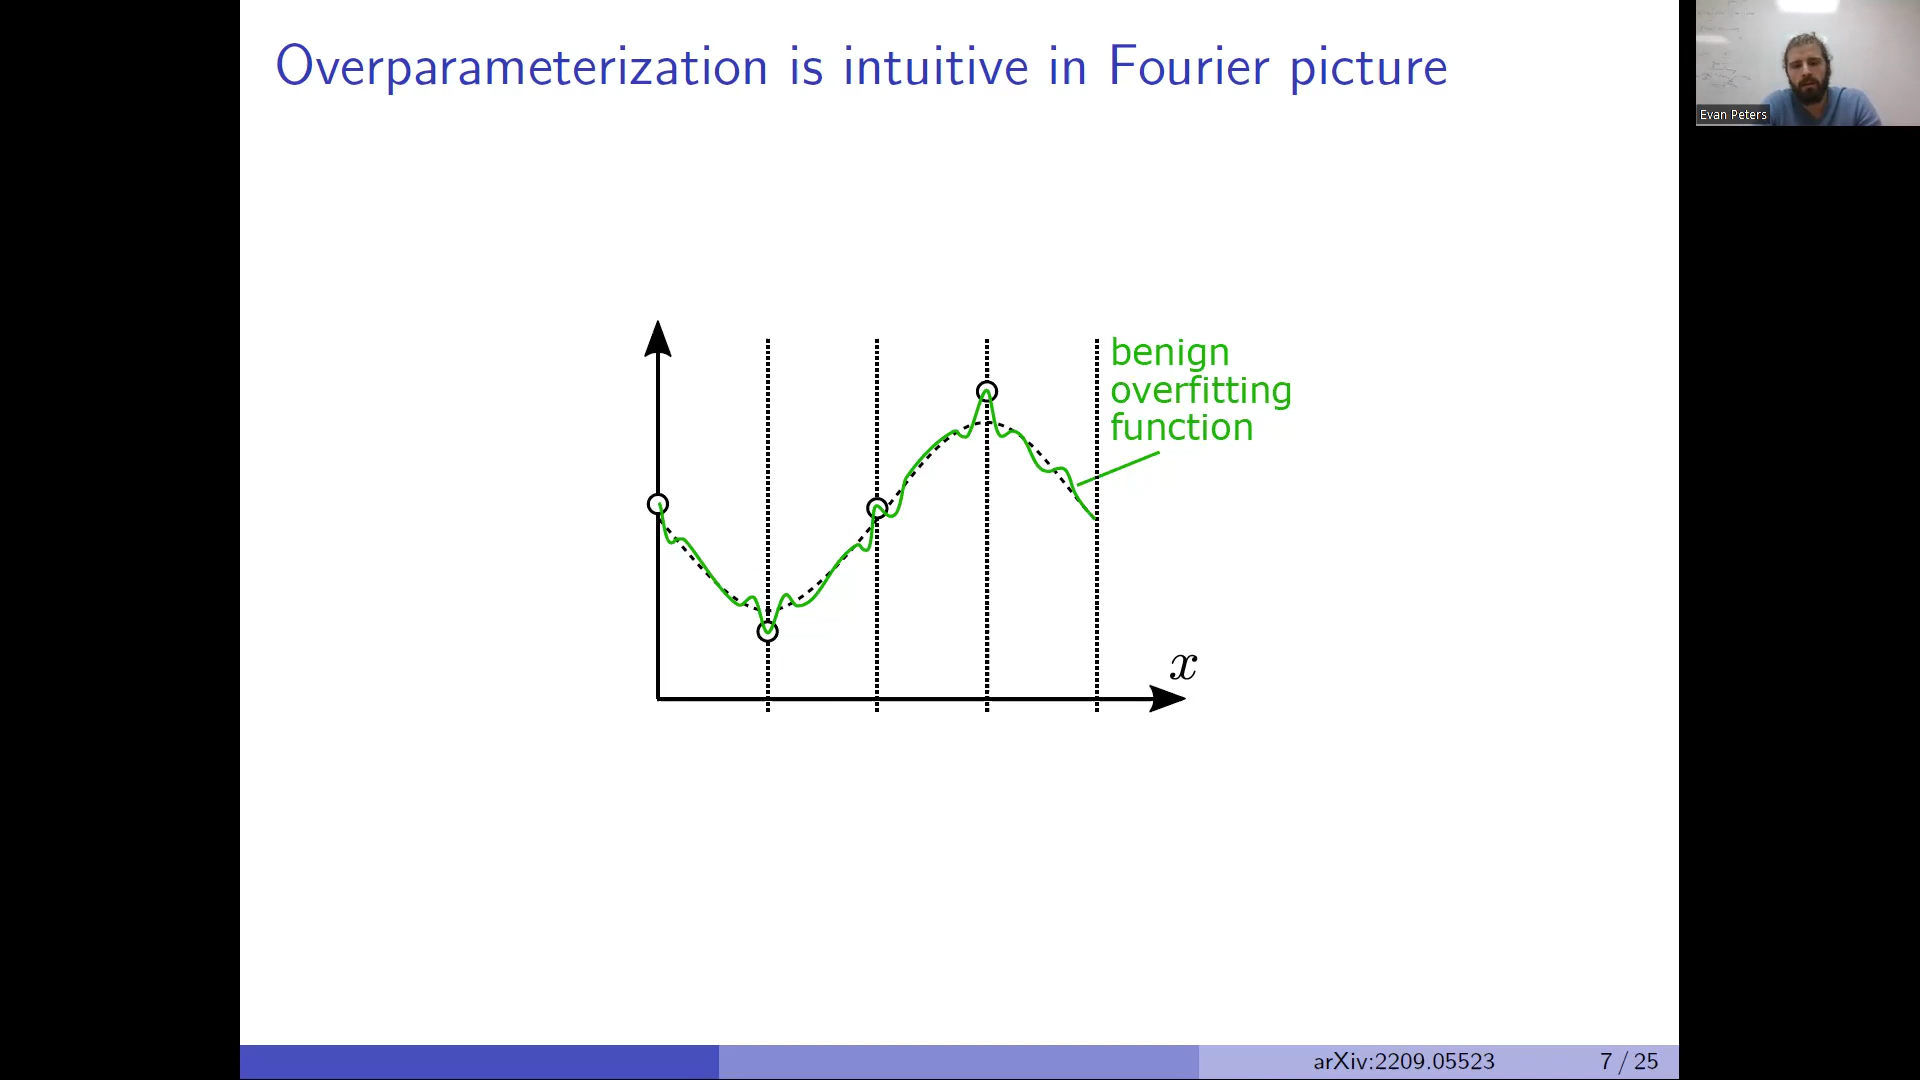 Overparameterization is intuitive in Fourier picture
Evan Peters
benign
overfitting
function
x
arXiv:2209.05523
7 / 25